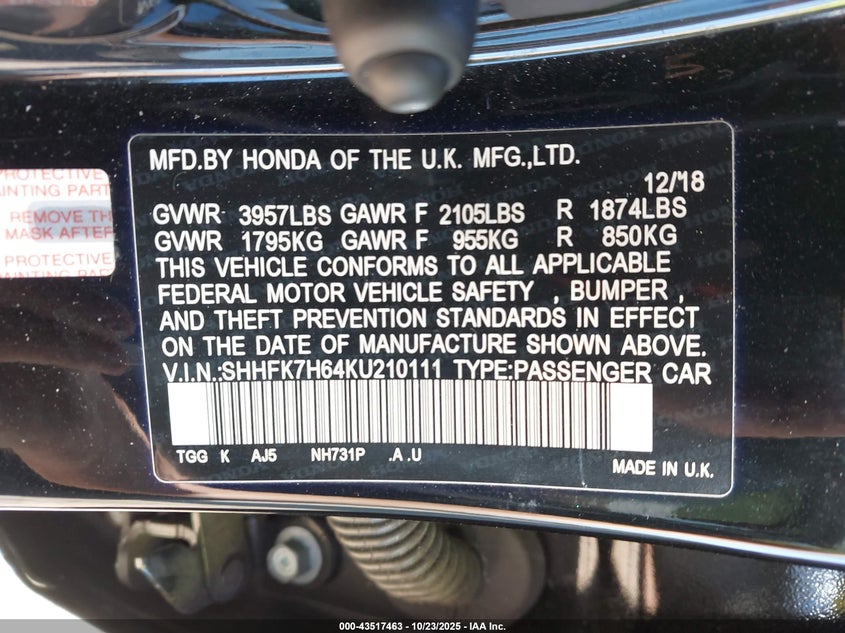 MFD.BY HONDA OF THE U.K. MFG.,LTD.
12/18
GVWR 3957LBS GAWR F 2105LBS R 1874LBS
GVWR 1795KG GAWR F 955KG R 850KG
THIS VEHICLE CONFORMS TO ALL APPLICABLE
FEDERAL MOTOR VEHICLE SAFETY , BUMPER ,
AND THEFT PREVENTION STANDARDS IN EFFECT
ON THE DATE OF MANUFACTURE SHOWN ABOVE.
V.I.N.:SHHFK7H64KU210111 TYPE:PASSENGER CAR
TGG K AJ5 NH731P .A .U
MADE IN U.K.
PROTECTIVE
REMOVE TH
MASK AFTER
PROTECTIVE
000-43517463 | 10/23/2025 - IAA Inc.